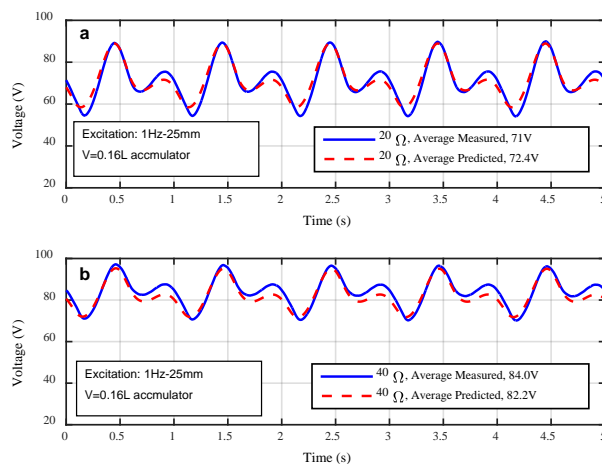 a
100
80
60
40
20
Voltage (V)
Excitation: 1Hz-25mm
V=0.16L accmulator
20 Ω, Average Measured, 71V
20 Ω, Average Predicted, 72.4V
0 0.5 1 1.5 2 2.5 3 3.5 4 4.5 5
Time (s)
b
100
80
60
40
20
Voltage (V)
Excitation: 1Hz-25mm
V=0.16L accmulator
40 Ω, Average Measured, 84.0V
40 Ω, Average Predicted, 82.2V
0 0.5 1 1.5 2 2.5 3 3.5 4 4.5 5
Time (s)